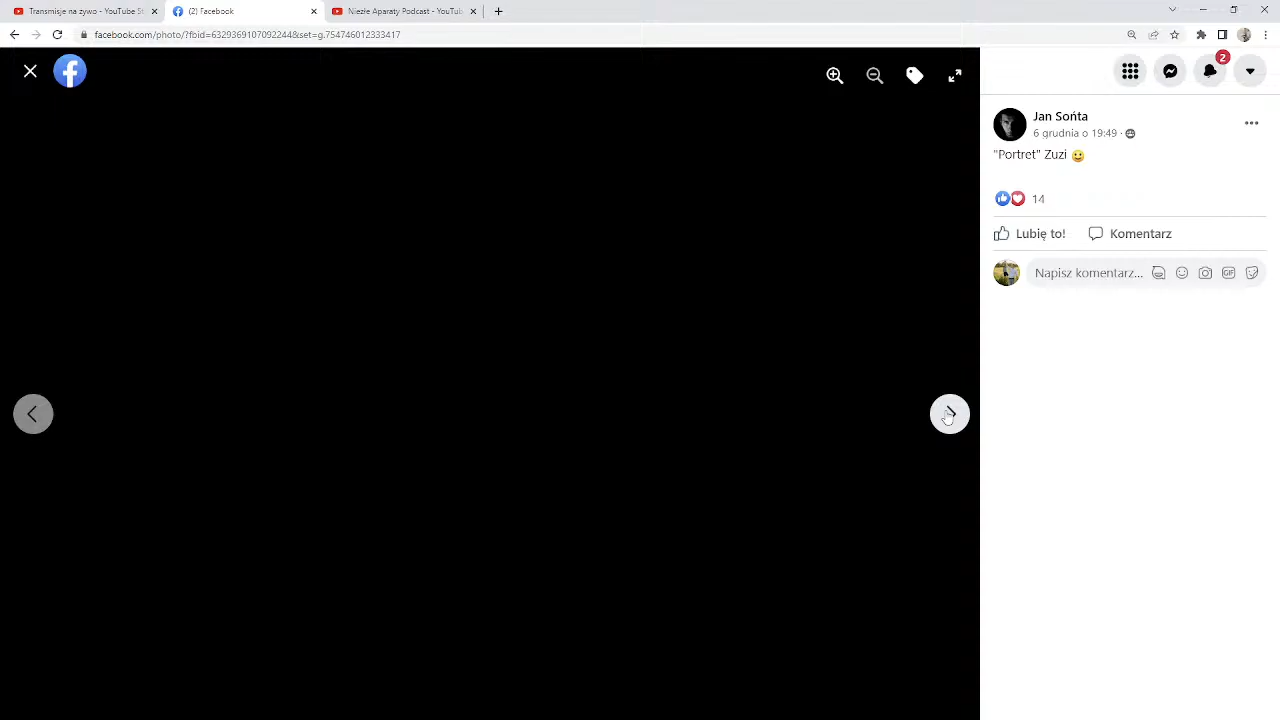 Transmisje na żywo - YouTube St
(2) Facebook
Niezłe Aparaty Podcast - YouTub
facebook.com/photo/?fbid=6329369107092244&set=g.754746012333417
2
Jan Sońta
6 grudnia o 19:49 ·
"Portret" Zuzi
14
Lubię to!
Komentarz
Napisz komentarz...
GIF